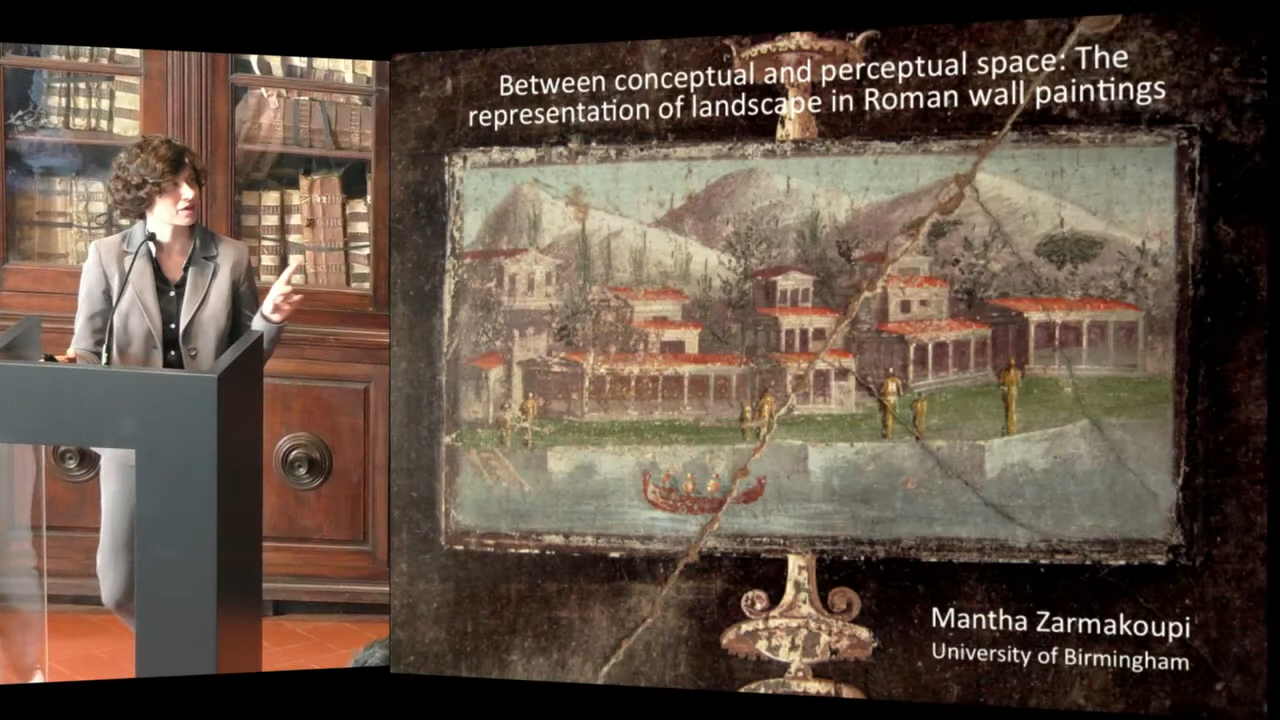 Between conceptual and perceptual space: The
representation of landscape in Roman wall paintings
Mantha Zarmakoupi
University of Birmingham